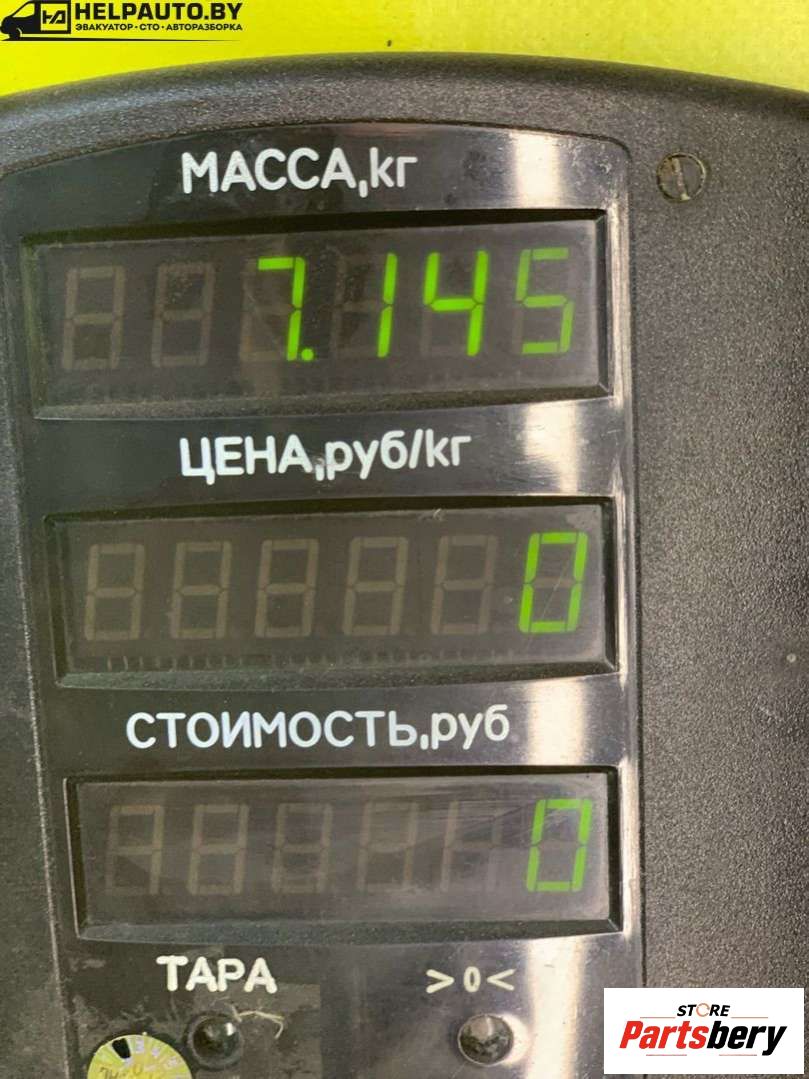 HELPAUTO.BY
ЭВАКУАТОР · СТО · АВТОРАЗБОРКА
МАССА,кг
7.145
ЦЕНА,руб/кг
0
СТОИМОСТЬ,руб
0
ТАРА >0<
STORE
Partsbery